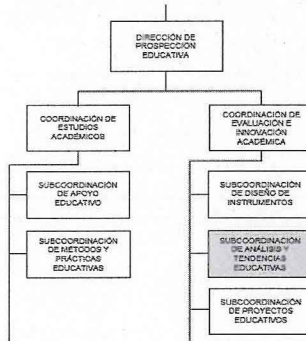 DIRECCIÓN DE
PROSPECCIÓN
EDUCATIVA
COORDINACIÓN DE
ESTUDIOS
ACADÉMICOS
SUBCOORDINACIÓN
DE APOYO
EDUCATIVO
SUBCOORDINACIÓN
DE MÉTODOS Y
PRÁCTICAS
EDUCATIVAS
COORDINACIÓN DE
EVALUACIÓN E
INNOVACIÓN
ACADÉMICA
SUBCOORDINACIÓN
DE DISEÑO DE
INSTRUMENTOS
SUBCOORDINACIÓN
DE ANÁLISIS Y
TENDENCIAS
EDUCATIVAS
SUBCOORDINACIÓN
DE PROYECTOS
EDUCATIVOS